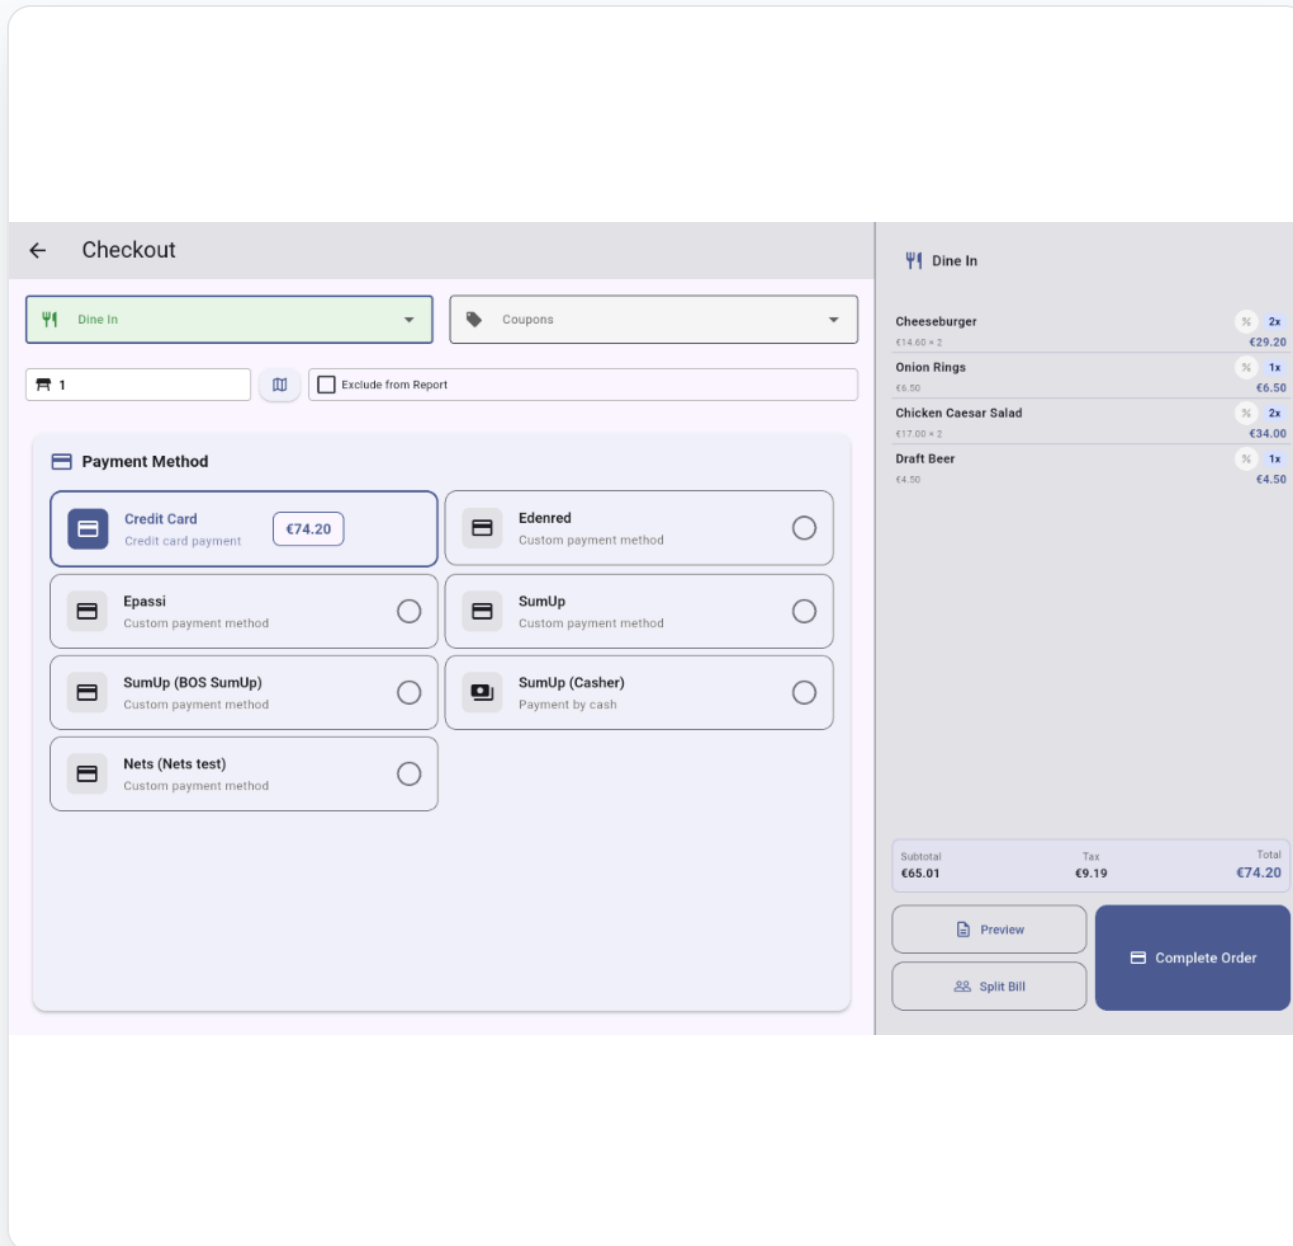 Checkout
Dine In
Coupons
1
Exclude from Report
Payment Method
Credit Card
Credit card payment
€74.20
Edenred
Custom payment method
Epassi
Custom payment method
SumUp
Custom payment method
SumUp (BOS SumUp)
Custom payment method
SumUp (Casher)
Payment by cash
Nets (Nets test)
Custom payment method
Dine In
Cheeseburger % 2x
€14.60 × 2 €29.20
Onion Rings % 1x
€6.50 €6.50
Chicken Caesar Salad % 2x
€17.00 × 2 €34.00
Draft Beer % 1x
€4.50 €4.50
Subtotal Tax Total
€65.01 €9.19 €74.20
Preview
Complete Order
Split Bill